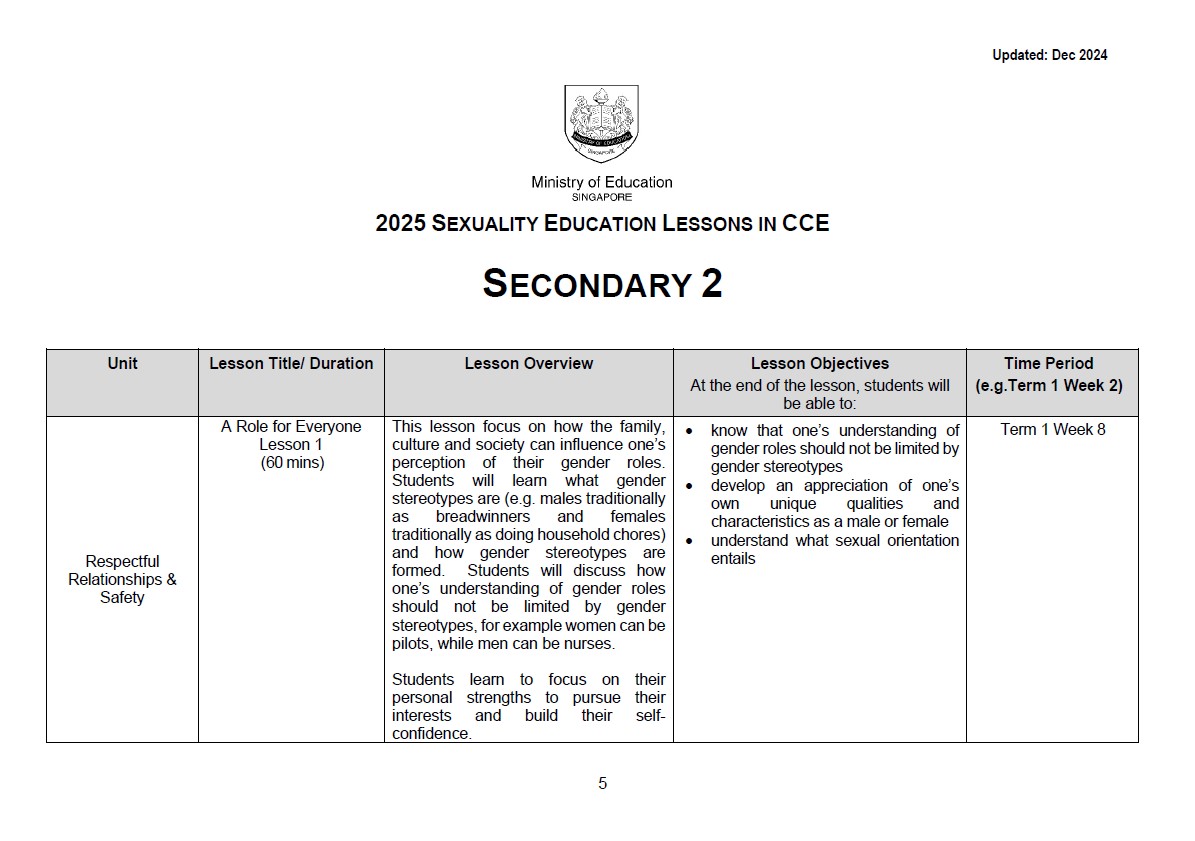 Updated: Dec 2024
MINISTRY OF EDUCATION
SINGAPORE
Ministry of Education
SINGAPORE
2025 SEXUALITY EDUCATION LESSONS IN CCE
SECONDARY 2
Unit
Lesson Title/ Duration
Lesson Overview
Lesson Objectives
At the end of the lesson, students will
be able to:
Time Period
(e.g.Term 1 Week 2)
Respectful
Relationships &
Safety
A Role for Everyone
Lesson 1
(60 mins)
This lesson focus on how the family,
culture and society can influence one’s
perception of their gender roles.
Students will learn what gender
stereotypes are (e.g. males traditionally
as breadwinners and females
traditionally as doing household chores)
and how gender stereotypes are
formed. Students will discuss how
one’s understanding of gender roles
should not be limited by gender
stereotypes, for example women can be
pilots, while men can be nurses.
Students learn to focus on their
personal strengths to pursue their
interests and build their self-
confidence.
• know that one’s understanding of
gender roles should not be limited by
gender stereotypes
• develop an appreciation of one’s
own unique qualities and
characteristics as a male or female
• understand what sexual orientation
entails
Term 1 Week 8
5